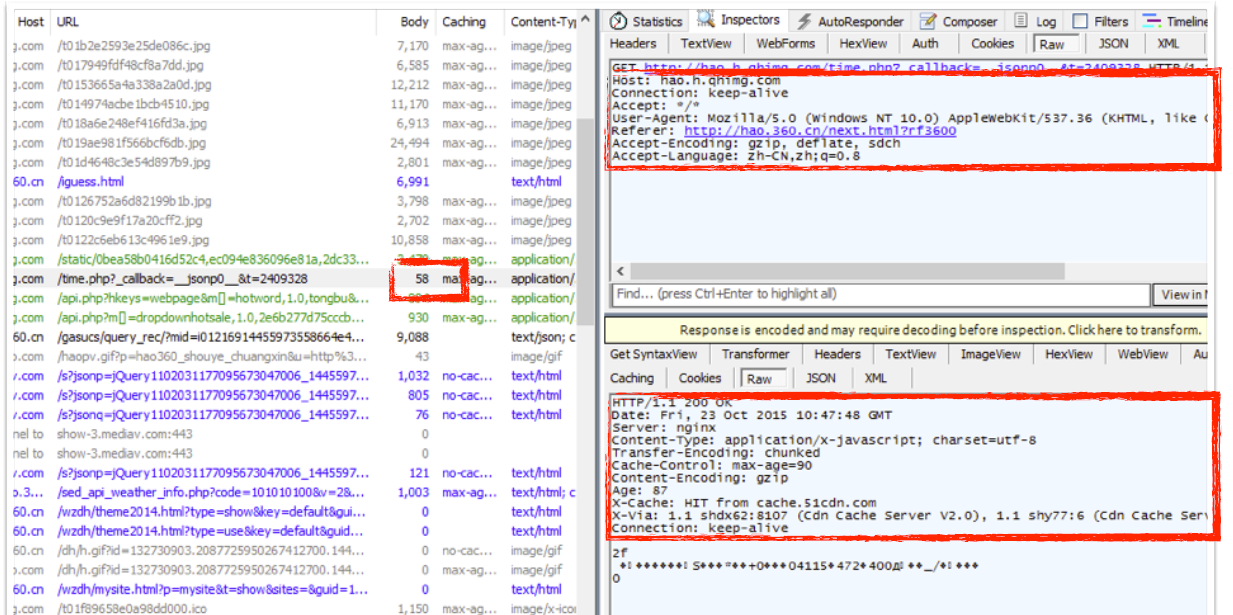 Host URL Body Caching Content-Ty
g.com /t01b2e2593e25de086c.jpg 7,170 max-ag... image/jpeg
g.com /t017949fdf48cf8a7dd.jpg 6,585 max-ag... image/jpeg
g.com /t0153665a4a338a2a0d.jpg 12,212 max-ag... image/jpeg
g.com /t014974acbe1bcb4510.jpg 11,170 max-ag... image/jpeg
g.com /t018a6e248ef416fd3a.jpg 6,913 max-ag... image/jpeg
g.com /t019ae981f566bcf6db.jpg 24,494 max-ag... image/jpeg
g.com /t01d4648c3e54d897b9.jpg 2,801 max-ag... image/jpeg
60.cn /iguess.html 6,991 text/html
g.com /t0126752a6d82199b1b.jpg 3,798 max-ag... image/jpeg
g.com /t0120c9e9f17a20cff2.jpg 2,702 max-ag... image/jpeg
g.com /t0122c6eb613c4961e9.jpg 10,858 max-ag... image/jpeg
g.com /static/0bea58b0416d52c4,ec094e836096e81a,2dc33... max-ag... application/
g.com /time.php?_callback=__jsonp0__&t=2409328 58 max-ag... application/
g.com /api.php?hkeys=webpage&m[]=hotword,1.0,tongbu&... max-ag... application/
g.com /api.php?m[]=dropdownhotsale,1.0,2e6b277d75cccb... 930 max-ag... application/
60.cn /gasucs/query_rec/?mid=i01216914455973558664e4... 9,088 text/json; c
o.com /haopv.gif?p=hao360_shouye_chuangxin&u=http%3... 43 image/gif
v.com /s?jsonp=jQuery1102031177095673047006_1445597... 1,032 no-cac... text/html
v.com /s?jsonp=jQuery1102031177095673047006_1445597... 805 no-cac... text/html
v.com /s?jsonq=jQuery1102031177095673047006_1445597... 76 no-cac... text/html
nel to show-3.mediav.com:443 0
nel to show-3.mediav.com:443 0
v.com /s?jsonp=jQuery1102031177095673047006_1445597... 121 no-cac... text/html
o.3... /sed_api_weather_info.php?code=101010100&v=2&... 1,003 max-ag... text/html; c
60.cn /wzdh/theme2014.html?type=show&key=default&gui... 0 text/html
60.cn /wzdh/theme2014.html?type=use&key=default&guid... 0 text/html
60.cn /dh/h.gif?id=132730903.2087725950267412700.144... 0 no-cac... image/gif
o.com /dh/h.gif?id=132730903.2087725950267412700.144... 0 max-ag... image/gif
60.cn /wzdh/mysite.html?p=mysite&t=show&sites=&guid=1... 0 text/html
g.com /t01f89658e0a98dd000.ico 1,150 max-ag... image/x-ico
Statistics Inspectors AutoResponder Composer Log Filters Timeline
Headers TextView WebForms HexView Auth Cookies Raw JSON XML
GET http://hao.h.qhimg.com/time.php?_callback=__jsonp0__&t=2409328 HTTP/1.
Host: hao.h.qhimg.com
Connection: keep-alive
Accept: */*
User-Agent: Mozilla/5.0 (Windows NT 10.0) AppleWebKit/537.36 (KHTML, like
Referer: http://hao.360.cn/next.html?rf3600
Accept-Encoding: gzip, deflate, sdch
Accept-Language: zh-CN,zh;q=0.8
Find... (press Ctrl+Enter to highlight all) View in
Response is encoded and may require decoding before inspection. Click here to transform.
Get SyntaxView Transformer Headers TextView ImageView HexView WebView Au
Caching Cookies Raw JSON XML
HTTP/1.1 200 OK
Date: Fri, 23 Oct 2015 10:47:48 GMT
Server: nginx
Content-Type: application/x-javascript; charset=utf-8
Transfer-Encoding: chunked
Cache-Control: max-age=90
Content-Encoding: gzip
Age: 87
X-Cache: HIT from cache.51cdn.com
X-Via: 1.1 shdx62:8107 (Cdn Cache Server V2.0), 1.1 shy77:6 (Cdn Cache Ser
Connection: keep-alive
2f
0